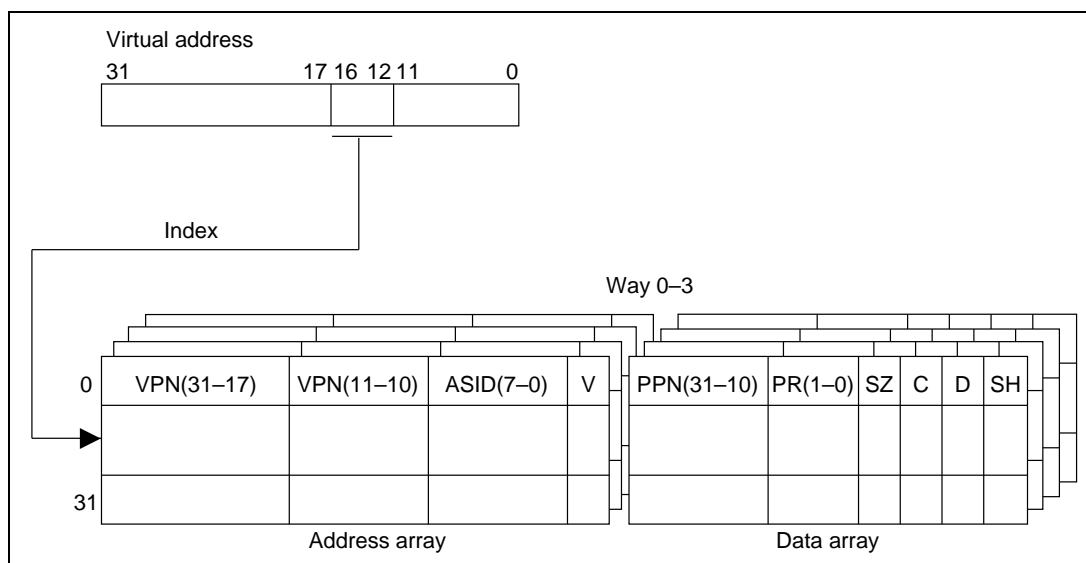 Virtual address
31 17 16 12 11 0
Index
Way 0–3
0 VPN(31–17) VPN(11–10) ASID(7–0) V PPN(31–10) PR(1–0) SZ C D SH
31
Address array Data array